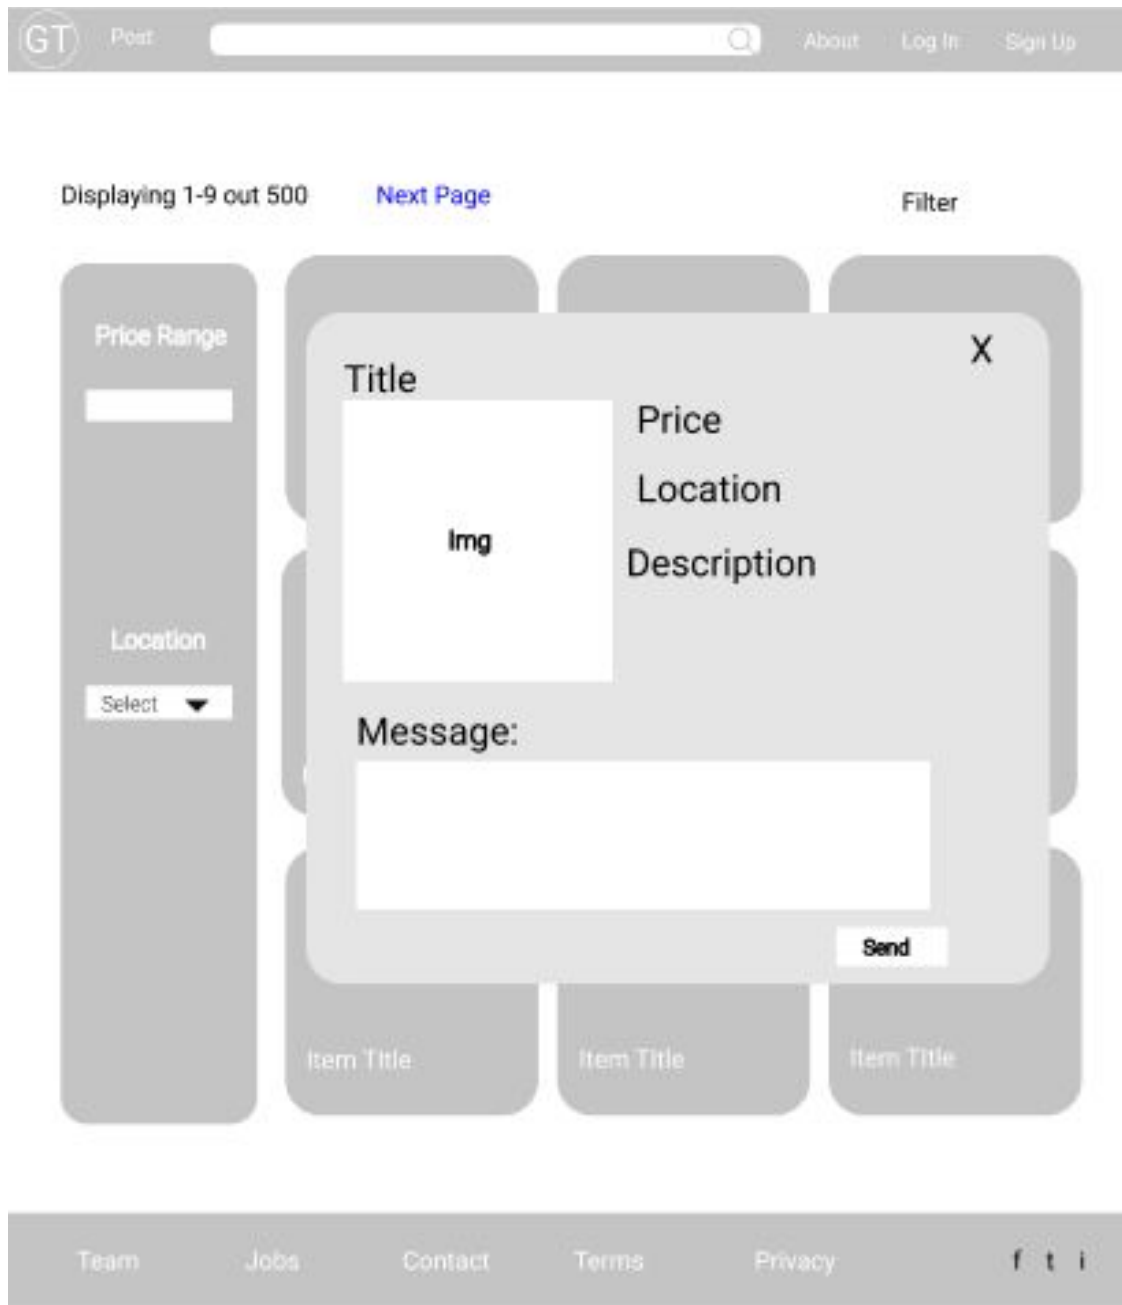 GT Post About Log In Sign Up
Displaying 1-9 out 500 Next Page Filter
Price Range
Location
Select
X
Title
Img
Price
Location
Description
Message:
Send
Item TItle Item TItle Item TItle
Team Jobs Contact Terms Privacy f t i